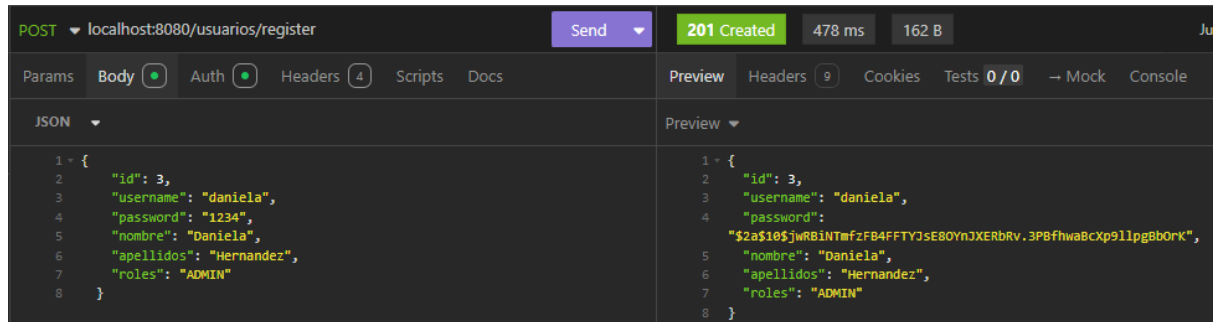 POST localhost:8080/usuarios/register Send 201 Created 478 ms 162 B Ju
Params Body Auth Headers 4 Scripts Docs Preview Headers 9 Cookies Tests 0 / 0 → Mock Console
JSON Preview
1 {
2 "id": 3,
3 "username": "daniela",
4 "password": "1234",
5 "nombre": "Daniela",
6 "apellidos": "Hernandez",
7 "roles": "ADMIN"
8 }
1 {
2 "id": 3,
3 "username": "daniela",
4 "password":
"$2a$10$jwRBiNTmfzFB4FFTYJsE8OYnJXERbRv.3PBfhwaBcXp9llpgBbOrK",
5 "nombre": "Daniela",
6 "apellidos": "Hernandez",
7 "roles": "ADMIN"
8 }